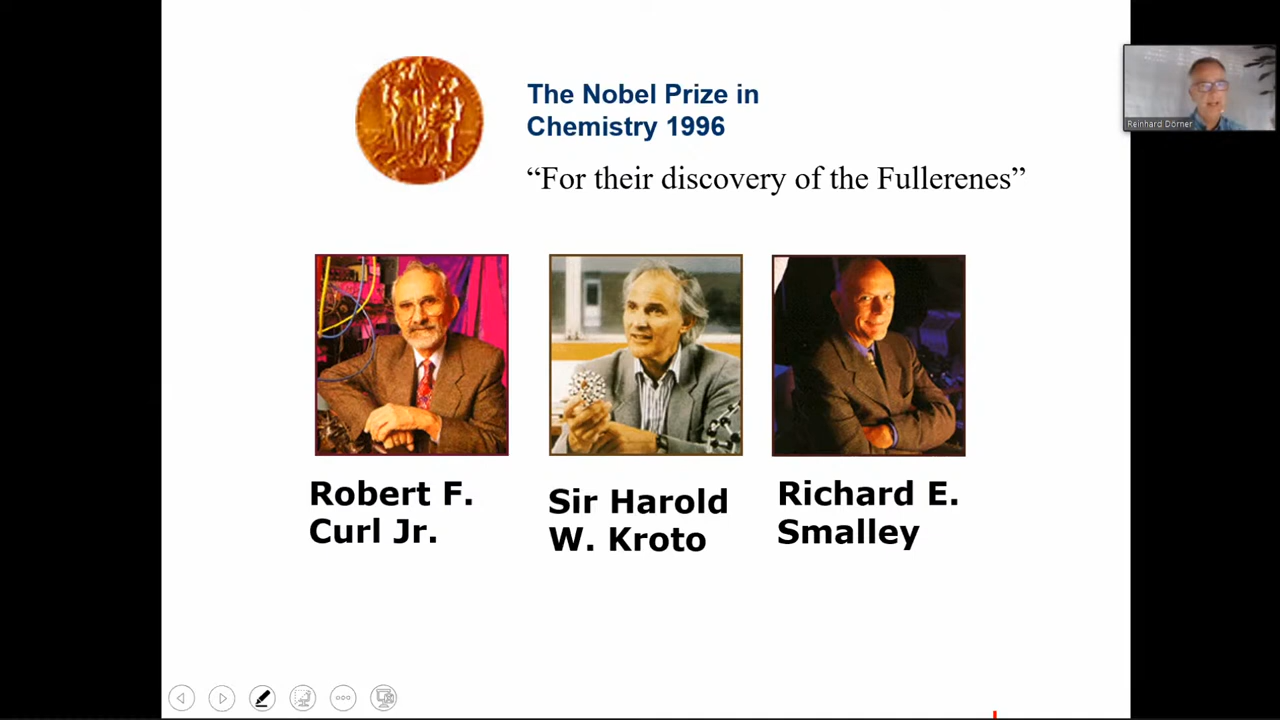 The Nobel Prize in
Chemistry 1996
“For their discovery of the Fullerenes”
Robert F.
Curl Jr.
Sir Harold
W. Kroto
Richard E.
Smalley
Reinhard Dörner